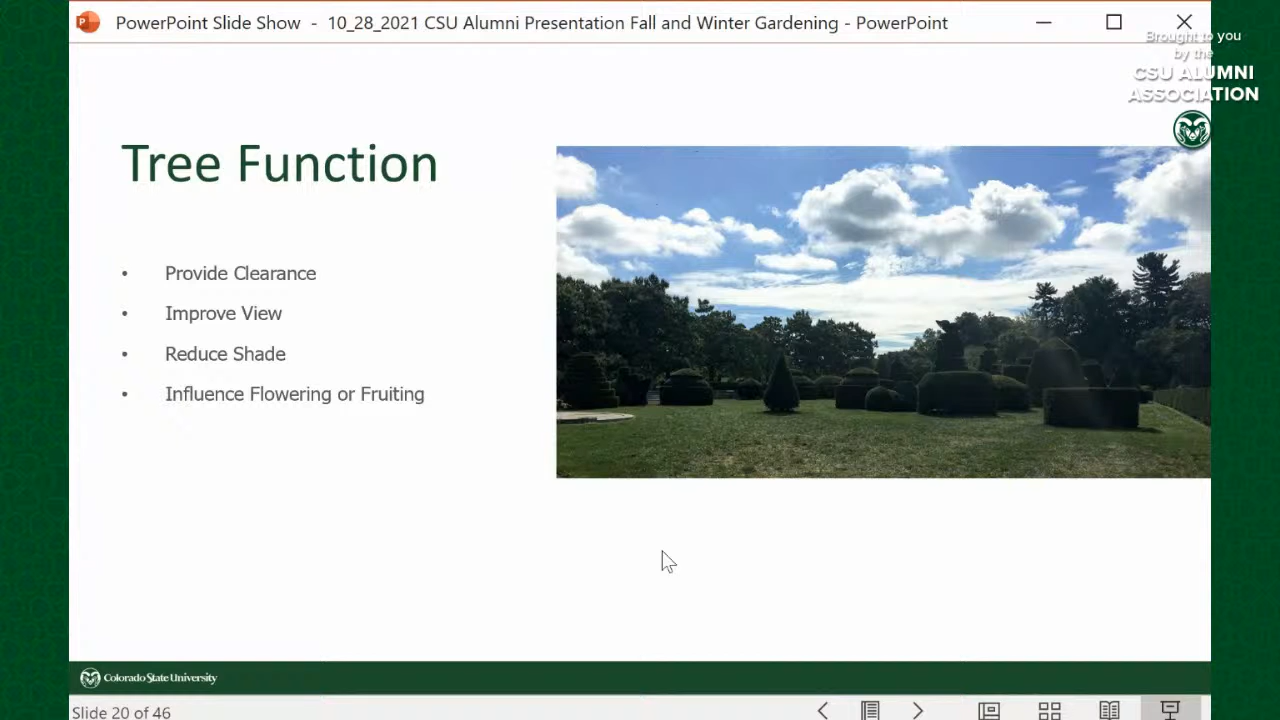 PowerPoint Slide Show - 10_28_2021 CSU Alumni Presentation Fall and Winter Gardening - PowerPoint
Brought to you
by the
CSU ALUMNI
ASSOCIATION
Tree Function
• Provide Clearance
• Improve View
• Reduce Shade
• Influence Flowering or Fruiting
Colorado State University
Slide 20 of 46